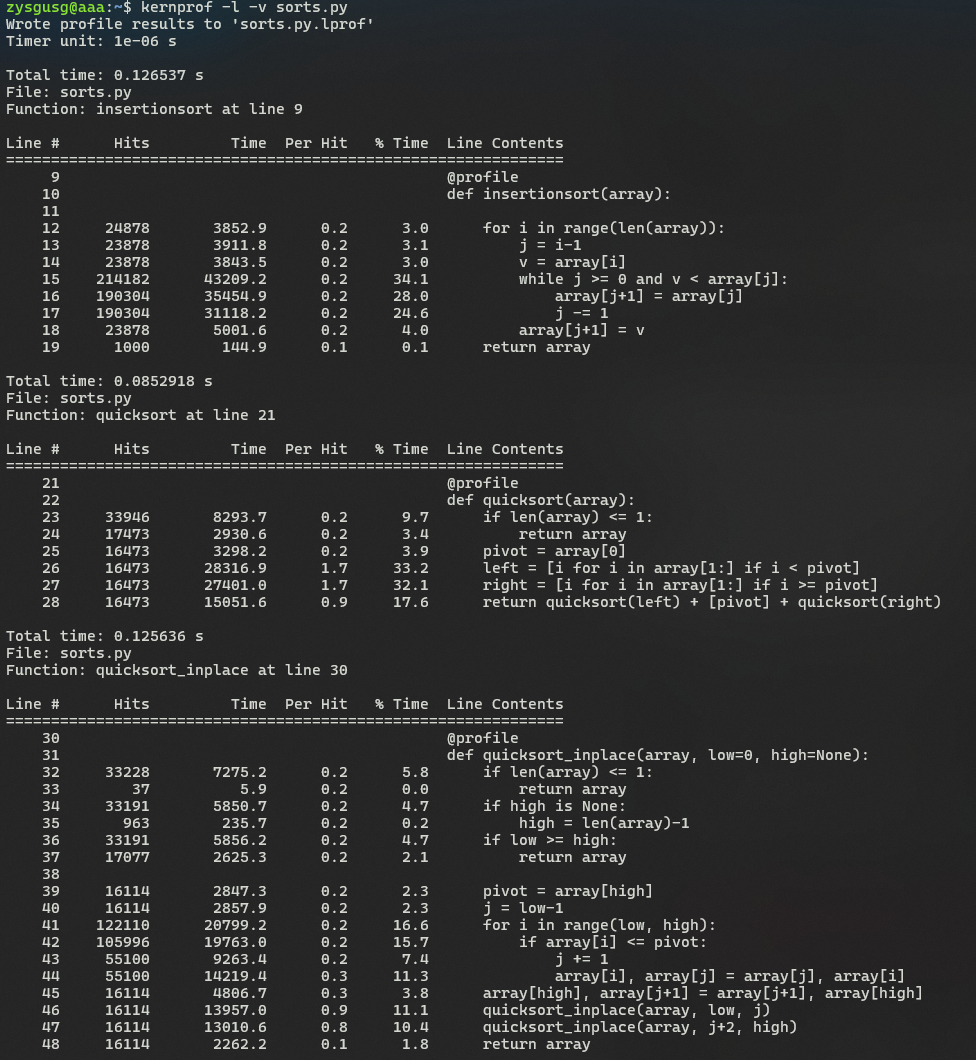 zysgusg@aaa:~$ kernprof -l -v sorts.py
Wrote profile results to 'sorts.py.lprof'
Timer unit: 1e-06 s

Total time: 0.126537 s
File: sorts.py
Function: insertionsort at line 9

Line #      Hits         Time  Per Hit   % Time  Line Contents
==============================================================
     9                                           @profile
    10                                           def insertionsort(array):
    11
    12     24878       3852.9      0.2      3.0      for i in range(len(array)):
    13     23878       3911.8      0.2      3.1          j = i-1
    14     23878       3843.5      0.2      3.0          v = array[i]
    15    214182      43209.2      0.2     34.1          while j >= 0 and v < array[j]:
    16    190304      35454.9      0.2     28.0              array[j+1] = array[j]
    17    190304      31118.2      0.2     24.6              j -= 1
    18     23878       5001.6      0.2      4.0          array[j+1] = v
    19      1000        144.9      0.1      0.1      return array

Total time: 0.0852918 s
File: sorts.py
Function: quicksort at line 21

Line #      Hits         Time  Per Hit   % Time  Line Contents
==============================================================
    21                                           @profile
    22                                           def quicksort(array):
    23     33946       8293.7      0.2      9.7      if len(array) <= 1:
    24     17473       2930.6      0.2      3.4          return array
    25     16473       3298.2      0.2      3.9      pivot = array[0]
    26     16473      28316.9      1.7     33.2      left = [i for i in array[1:] if i < pivot]
    27     16473      27401.0      1.7     32.1      right = [i for i in array[1:] if i >= pivot]
    28     16473      15051.6      0.9     17.6      return quicksort(left) + [pivot] + quicksort(right)

Total time: 0.125636 s
File: sorts.py
Function: quicksort_inplace at line 30

Line #      Hits         Time  Per Hit   % Time  Line Contents
==============================================================
    30                                           @profile
    31                                           def quicksort_inplace(array, low=0, high=None):
    32     33228       7275.2      0.2      5.8      if len(array) <= 1:
    33        37          5.9      0.2      0.0          return array
    34     33191       5850.7      0.2      4.7      if high is None:
    35       963        235.7      0.2      0.2          high = len(array)-1
    36     33191       5856.2      0.2      4.7      if low >= high:
    37     17077       2625.3      0.2      2.1          return array
    38
    39     16114       2847.3      0.2      2.3      pivot = array[high]
    40     16114       2857.9      0.2      2.3      j = low-1
    41    122110      20799.2      0.2     16.6      for i in range(low, high):
    42    105996      19763.0      0.2     15.7          if array[i] <= pivot:
    43     55100       9263.4      0.2      7.4              j += 1
    44     55100      14219.4      0.3     11.3              array[i], array[j] = array[j], array[i]
    45     16114       4806.7      0.3      3.8      array[high], array[j+1] = array[j+1], array[high]
    46     16114      13957.0      0.9     11.1      quicksort_inplace(array, low, j)
    47     16114      13010.6      0.8     10.4      quicksort_inplace(array, j+2, high)
    48     16114       2262.2      0.1      1.8      return array